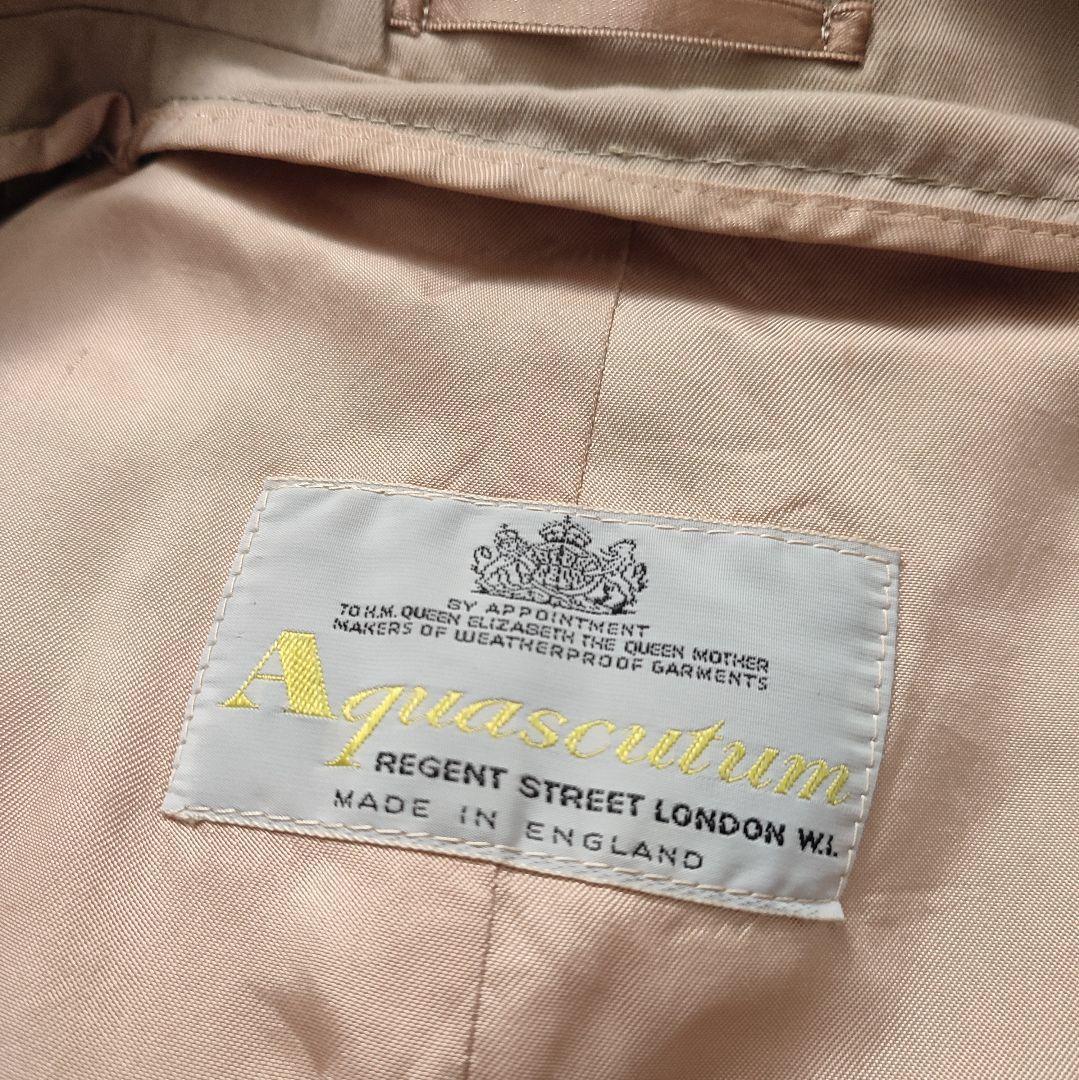 BY APPOINTMENT
TO H.M. QUEEN ELIZABETH THE QUEEN MOTHER
MAKERS OF WEATHERPROOF GARMENTS
Aquascutum
REGENT STREET LONDON W.I.
MADE IN ENGLAND